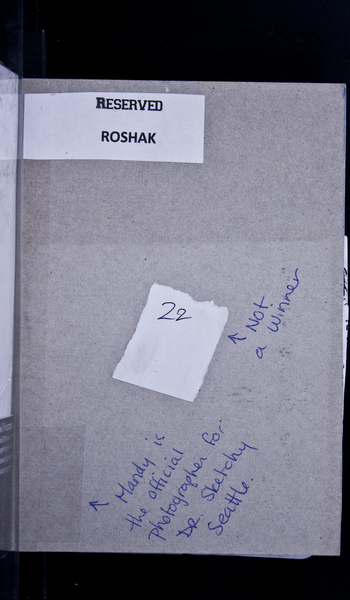 RESERVED
ROSHAK
22
↑ Not
a winner
↑ Mandy is
the official
photographer for
Dr. Sketchy
Seattle.